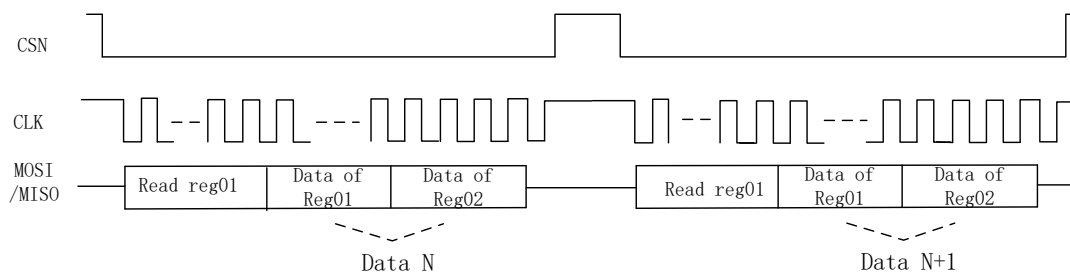 CSN
CLK
MOSI
/MISO
Read reg01
Data of
Reg01
Data of
Reg02
Read reg01
Data of
Reg01
Data of
Reg02
Data N
Data N+1